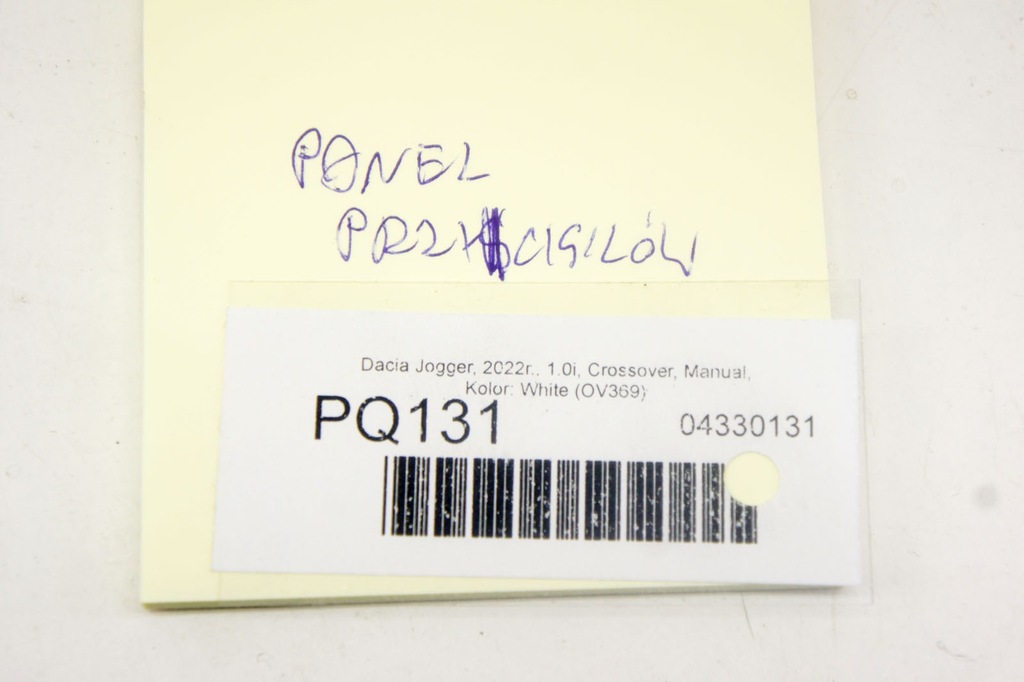 PANEL
PRZYCISKÓW
Dacia Jogger, 2022r., 1.0i, Crossover, Manual,
Kolor: White (OV369)
PQ131
04330131